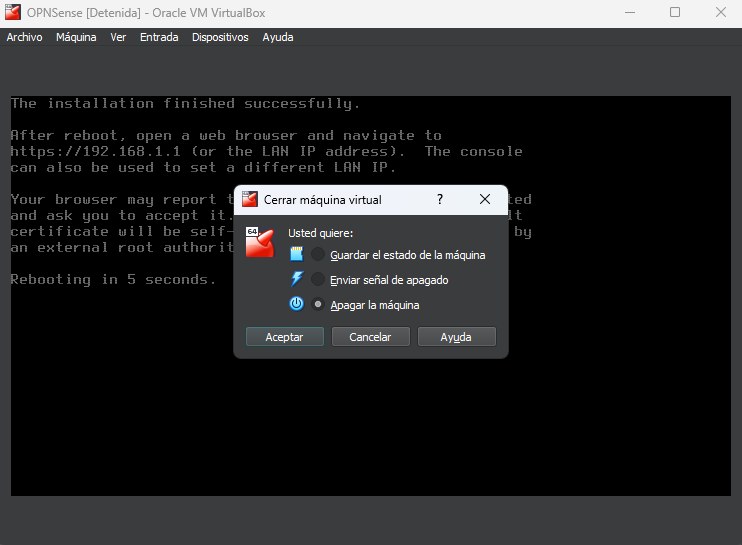 OPNSense [Detenida] - Oracle VM VirtualBox
Archivo Máquina Ver Entrada Dispositivos Ayuda
The installation finished successfully.
After reboot, open a web browser and navigate to
https://192.168.1.1 (or the LAN IP address). The console
can also be used to set a different LAN IP.
Your browser may report t ted
and ask you to accept it. lt
certificate will be self- by
an external root authorit
Rebooting in 5 seconds.
Cerrar máquina virtual ?
64
Usted quiere:
Guardar el estado de la máquina
Enviar señal de apagado
Apagar la máquina
Aceptar Cancelar Ayuda